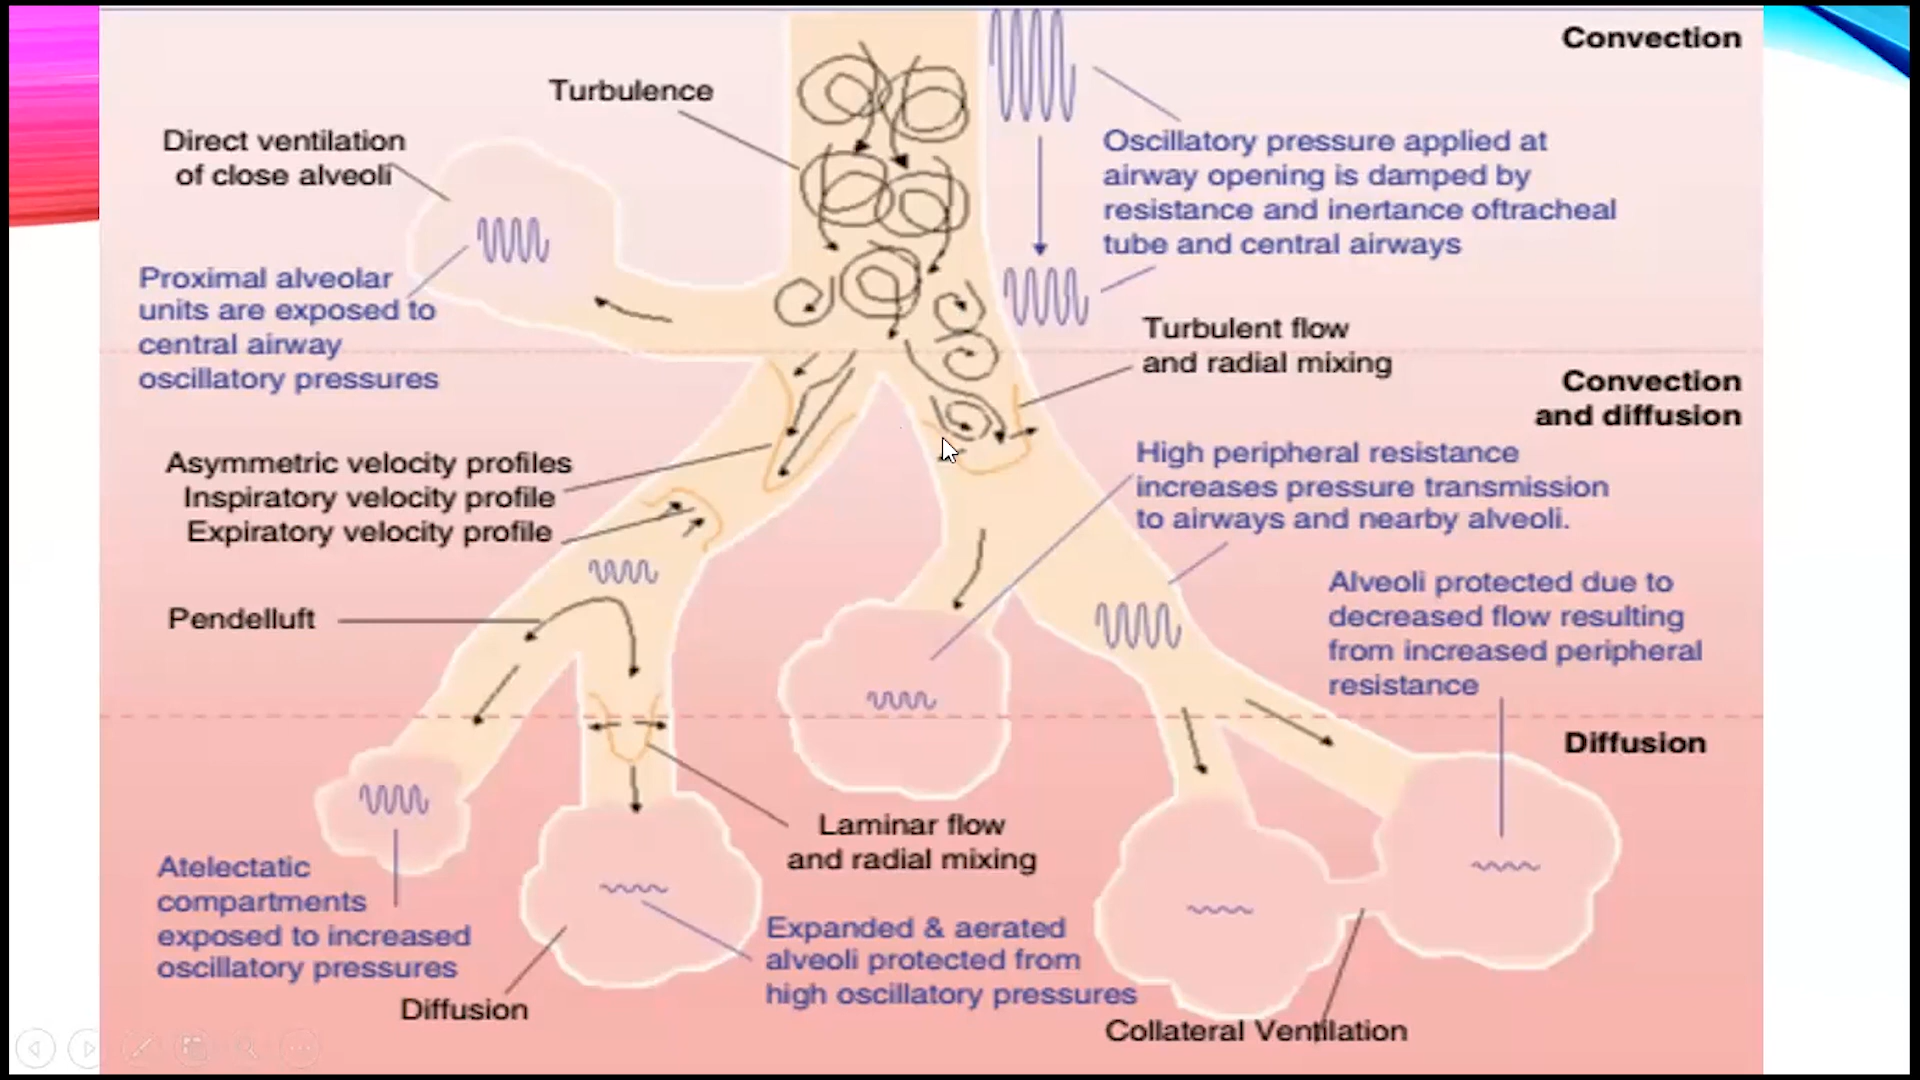 Convection
Turbulence
Direct ventilation
of close alveoli
Oscillatory pressure applied at
airway opening is damped by
resistance and inertance oftracheal
tube and central airways
Proximal alveolar
units are exposed to
central airway
oscillatory pressures
Turbulent flow
and radial mixing
Convection
and diffusion
Asymmetric velocity profiles
Inspiratory velocity profile
Expiratory velocity profile
High peripheral resistance
increases pressure transmission
to airways and nearby alveoli.
Pendelluft
Alveoli protected due to
decreased flow resulting
from increased peripheral
resistance
Diffusion
Laminar flow
and radial mixing
Atelectatic
compartments
exposed to increased
oscillatory pressures
Expanded & aerated
alveoli protected from
high oscillatory pressures
Diffusion
Collateral Ventilation